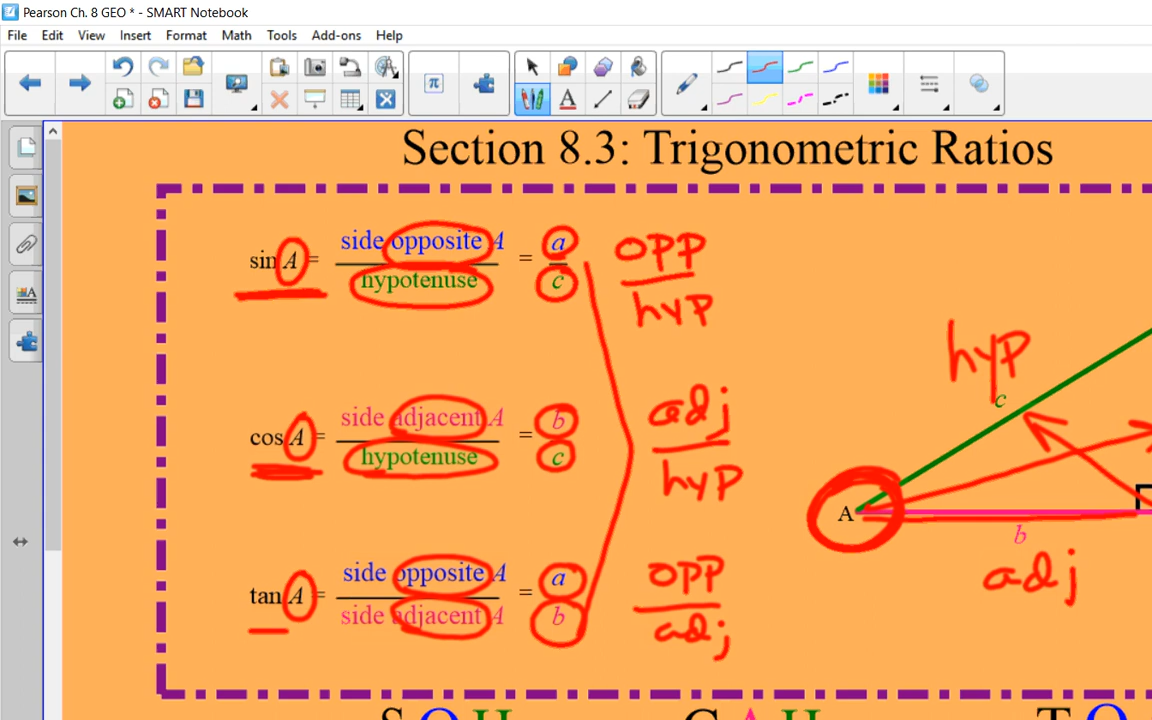 Pearson Ch. 8 GEO * - SMART Notebook
File Edit View Insert Format Math Tools Add-ons Help
π
A
Section 8.3: Trigonometric Ratios
sin A = side opposite A / hypotenuse = a / c
opp
hyp
hyp
c
cos A = side adjacent A / hypotenuse = b / c
adj
hyp
A
b
adj
tan A = side opposite A / side adjacent A = a / b
opp
adj
S O H C A H T O